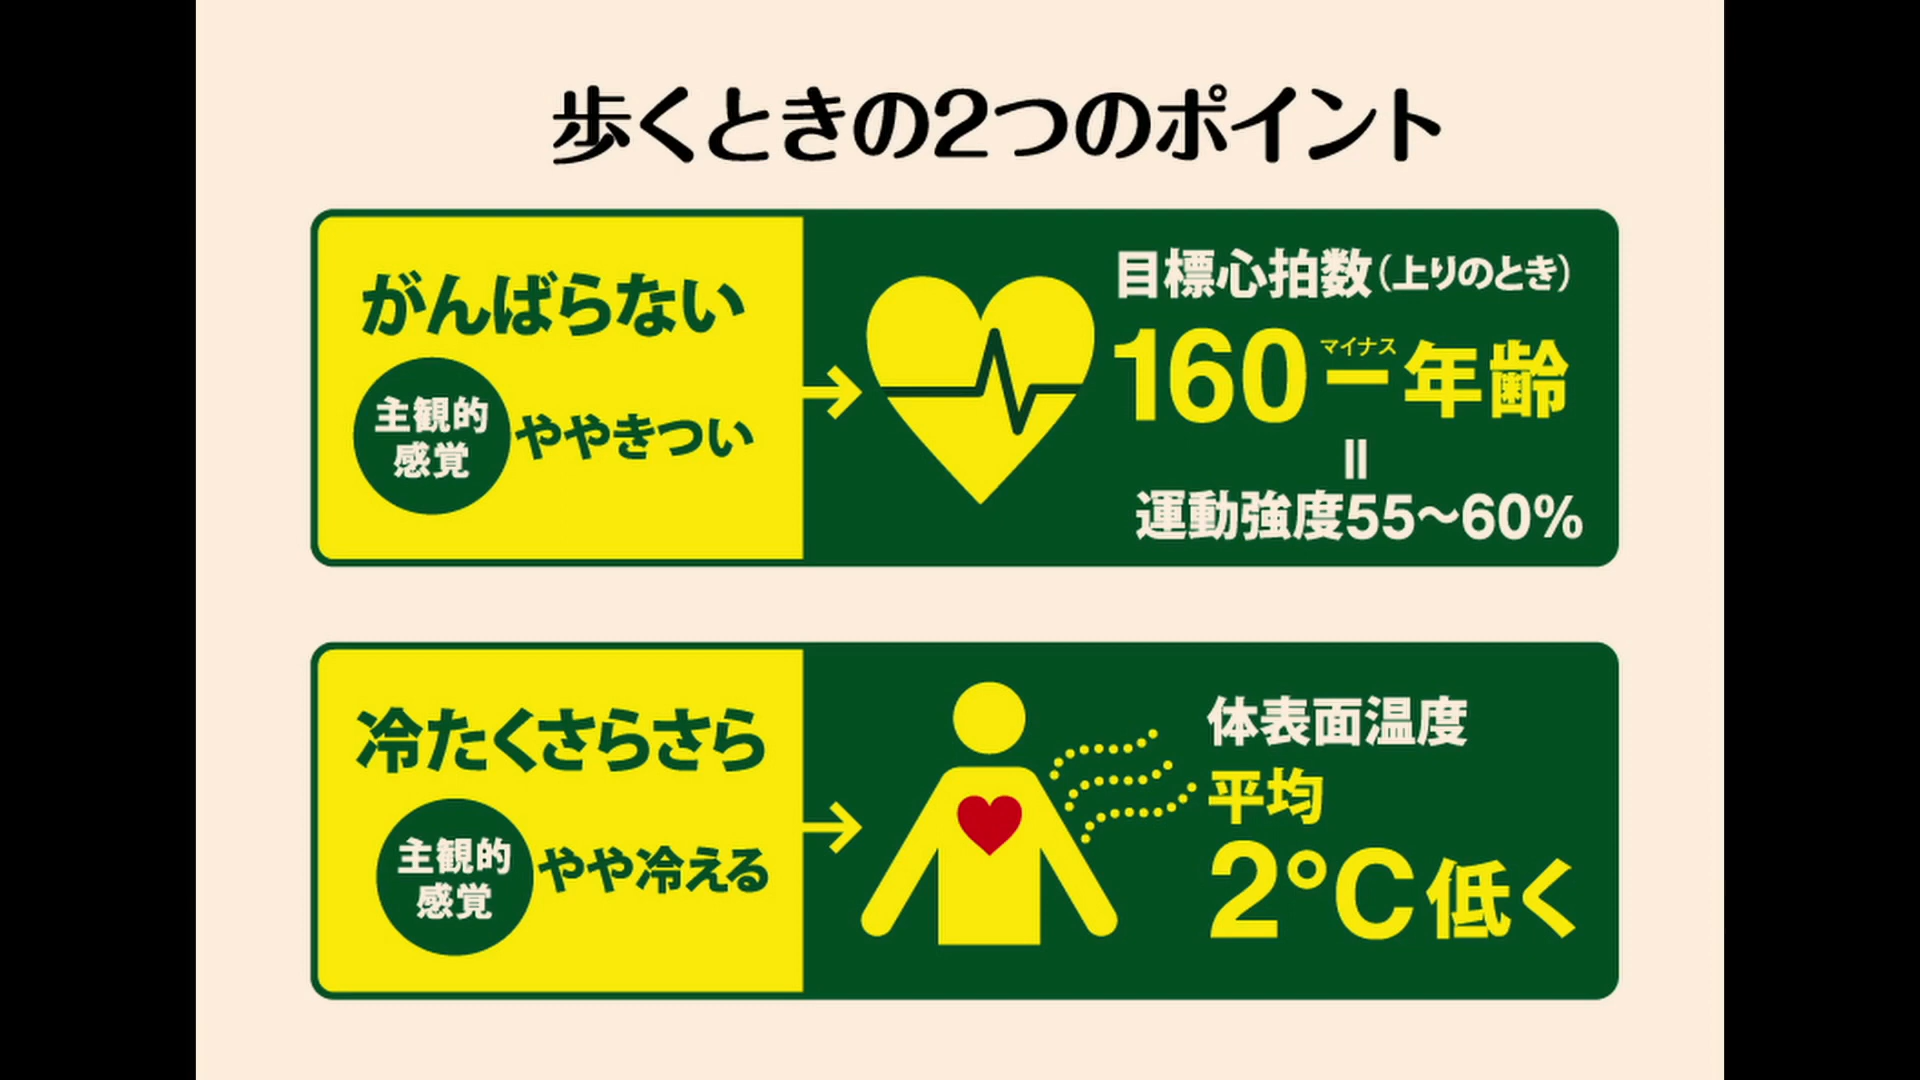 歩くときの2つのポイント
がんばらない
主観的
感覚
ややきつい
目標心拍数(上りのとき)
マイナス
160ー年齢
=
運動強度55〜60%
冷たくさらさら
主観的
感覚
やや冷える
体表面温度
平均
2℃低く